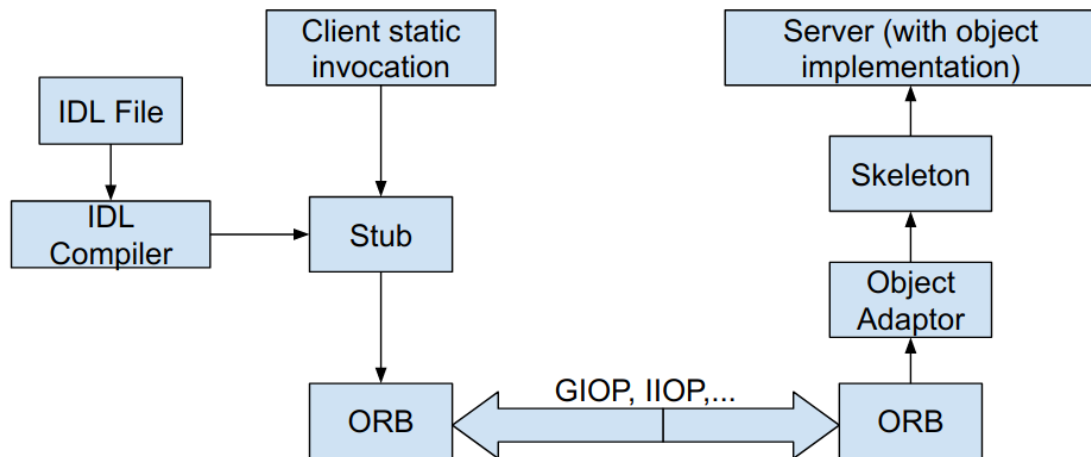 Client static
invocation
Server (with object
implementation)
IDL File
Skeleton
IDL
Compiler
Stub
Object
Adaptor
GIOP, IIOP,...
ORB
ORB